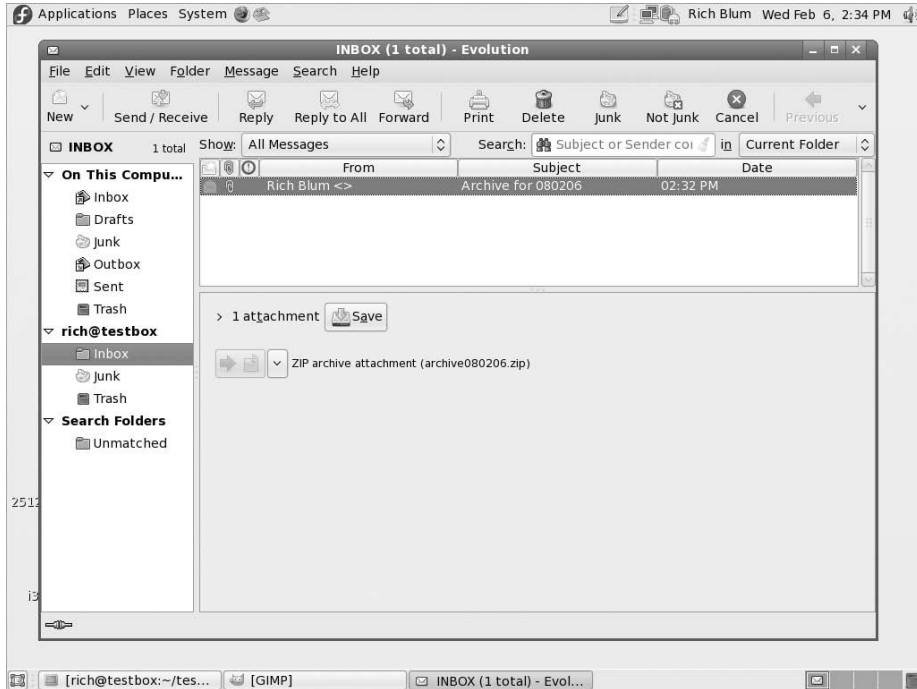 Applications Places System Rich Blum Wed Feb 6, 2:34 PM
INBOX (1 total) - Evolution
File Edit View Folder Message Search Help
New Send / Receive Reply Reply to All Forward Print Delete Junk Not Junk Cancel Previous
INBOX 1 total Show: All Messages Search: Subject or Sender con in Current Folder
From Subject Date
Rich Blum <> Archive for 080206 02:32 PM
On This Compu...
Inbox
Drafts
Junk
Outbox
Sent
Trash
rich@testbox
Inbox
Junk
Trash
Search Folders
Unmatched
1 attachment Save
ZIP archive attachment (archive080206.zip)
2512
i3
[rich@testbox:~/tes... [GIMP] INBOX (1 total) - Evol...